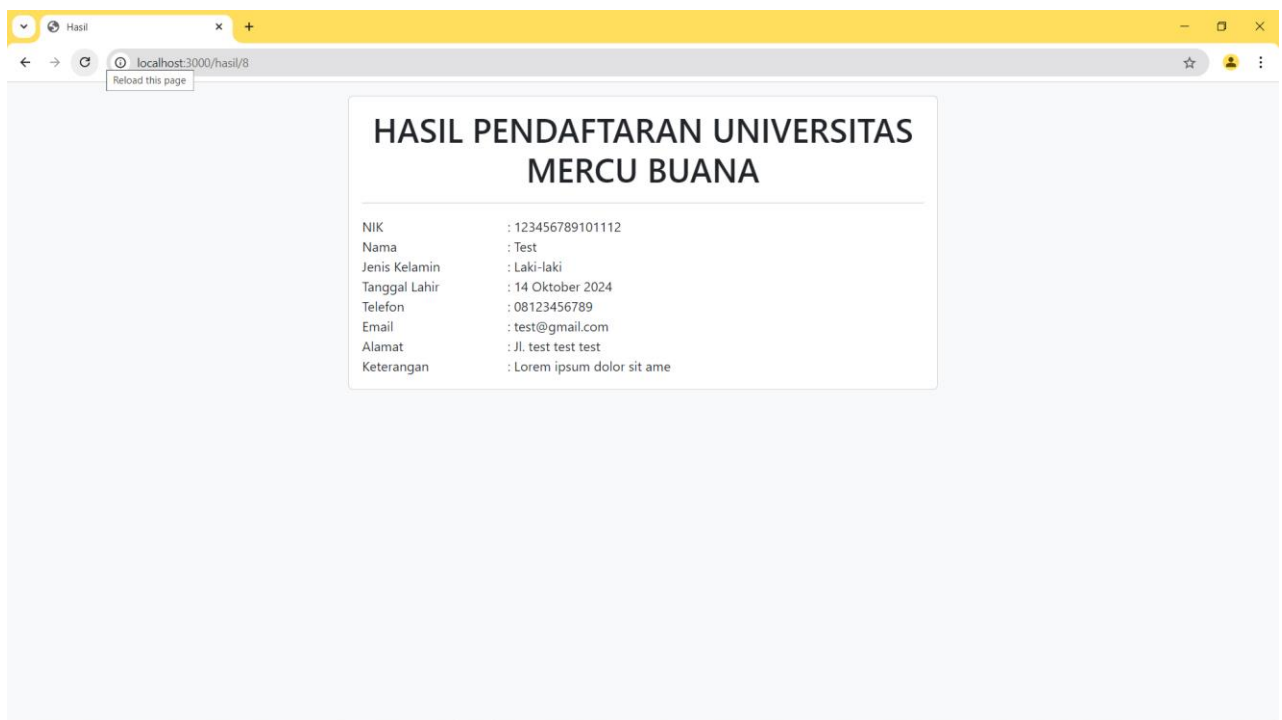 Hasil
localhost:3000/hasil/8
Reload this page
HASIL PENDAFTARAN UNIVERSITAS
MERCU BUANA
NIK : 123456789101112
Nama : Test
Jenis Kelamin : Laki-laki
Tanggal Lahir : 14 Oktober 2024
Telefon : 08123456789
Email : test@gmail.com
Alamat : Jl. test test test
Keterangan : Lorem ipsum dolor sit ame